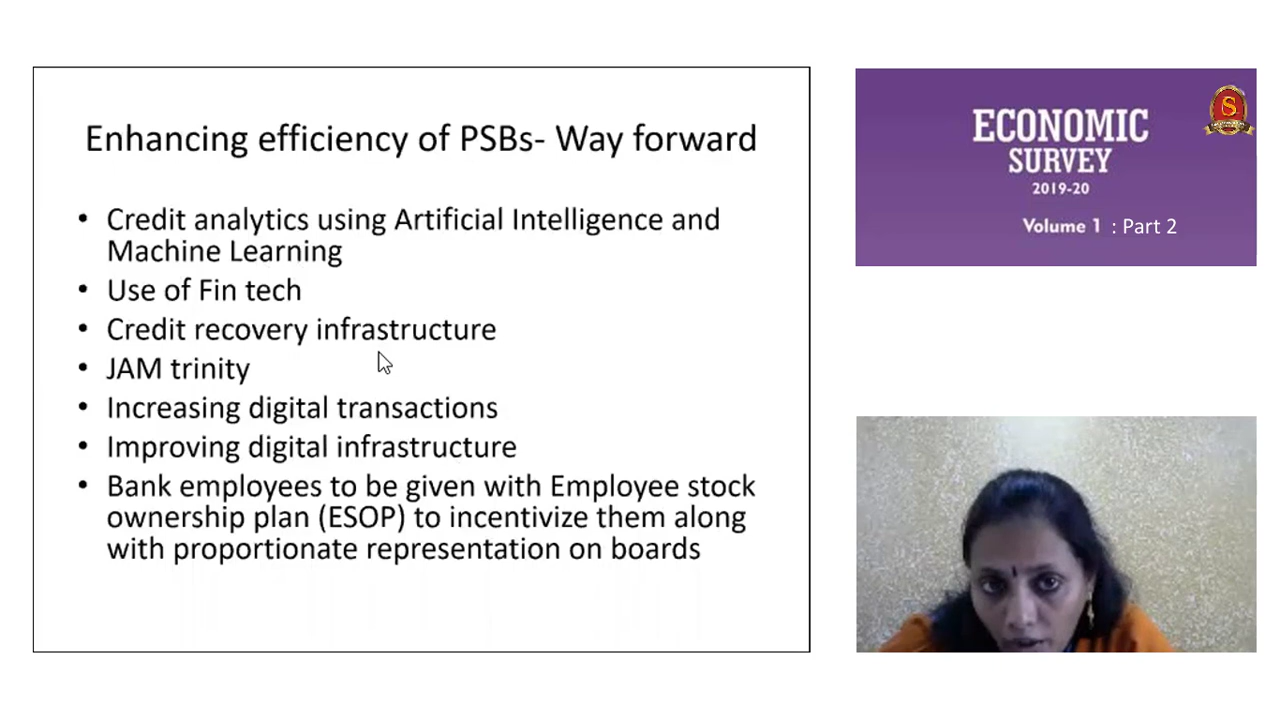 Enhancing efficiency of PSBs- Way forward
• Credit analytics using Artificial Intelligence and
Machine Learning
• Use of Fin tech
• Credit recovery infrastructure
• JAM trinity
• Increasing digital transactions
• Improving digital infrastructure
• Bank employees to be given with Employee stock
ownership plan (ESOP) to incentivize them along
with proportionate representation on boards
ECONOMIC
SURVEY
2019-20
Volume 1 : Part 2
S